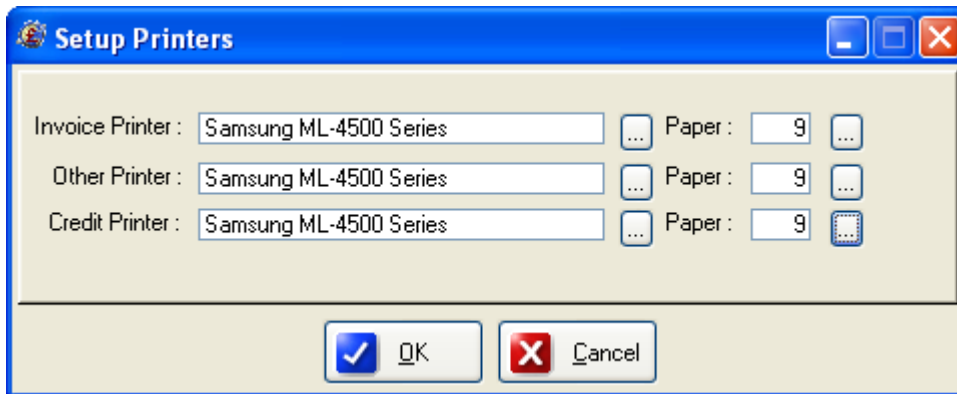 Setup Printers
Invoice Printer : Samsung ML-4500 Series ... Paper : 9 ...
Other Printer : Samsung ML-4500 Series ... Paper : 9 ...
Credit Printer : Samsung ML-4500 Series ... Paper : 9 ...
OK Cancel